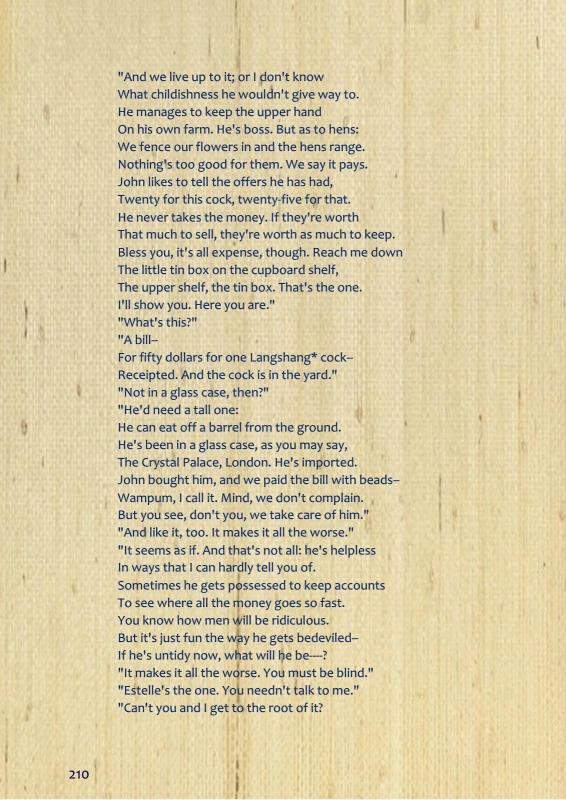 "And we live up to it; or I don't know
What childishness he wouldn't give way to.
He manages to keep the upper hand
On his own farm. He's boss. But as to hens:
We fence our flowers in and the hens range.
Nothing's too good for them. We say it pays.
John likes to tell the offers he has had,
Twenty for this cock, twenty-five for that.
He never takes the money. If they're worth
That much to sell, they're worth as much to keep.
Bless you, it's all expense, though. Reach me down
The little tin box on the cupboard shelf,
The upper shelf, the tin box. That's the one.
I'll show you. Here you are."
"What's this?"
"A bill--
For fifty dollars for one Langshang* cock--
Receipted. And the cock is in the yard."
"Not in a glass case, then?"
"He'd need a tall one:
He can eat off a barrel from the ground.
He's been in a glass case, as you may say,
The Crystal Palace, London. He's imported.
John bought him, and we paid the bill with beads--
Wampum, I call it. Mind, we don't complain.
But you see, don't you, we take care of him."
"And like it, too. It makes it all the worse."
"It seems as if. And that's not all: he's helpless
In ways that I can hardly tell you of.
Sometimes he gets possessed to keep accounts
To see where all the money goes so fast.
You know how men will be ridiculous.
But it's just fun the way he gets bedeviled--
If he's untidy now, what will he be----?
"It makes it all the worse. You must be blind."
"Estelle's the one. You needn't talk to me."
"Can't you and I get to the root of it?
210